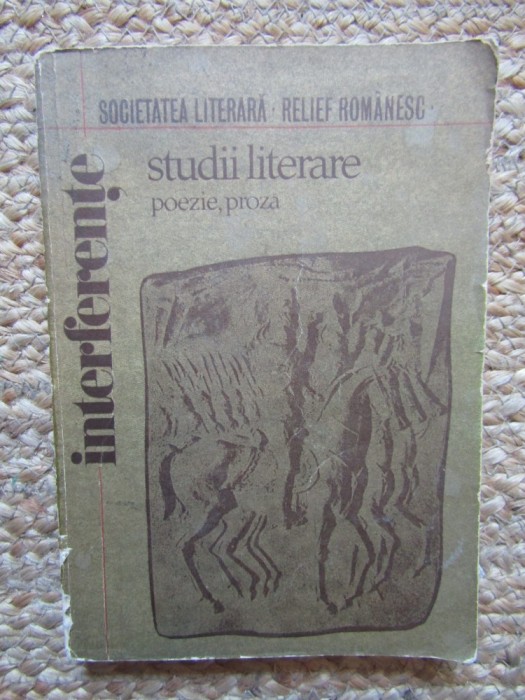 SOCIETATEA LITERARĂ · RELIEF ROMÂNESC ·
interferențe
studii literare
poezie, proza